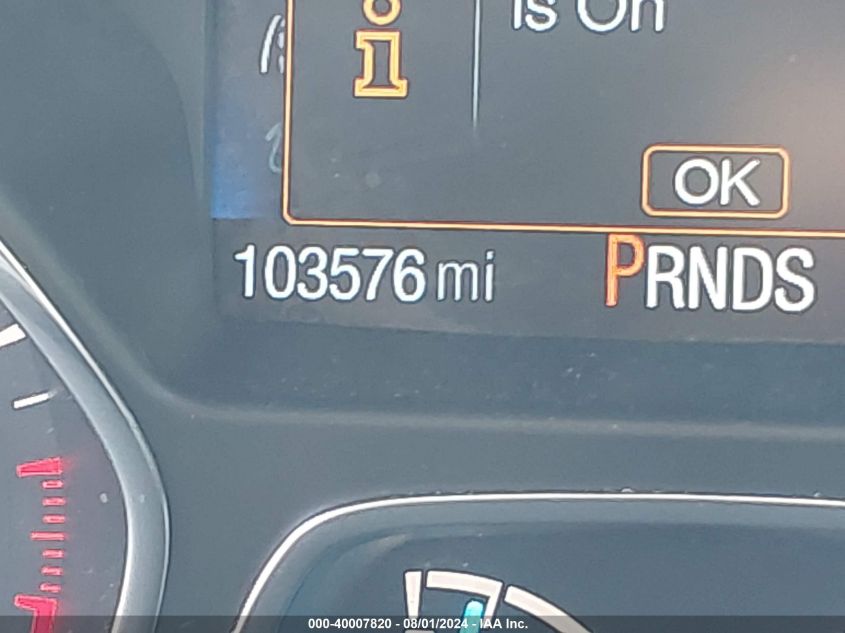 is On
OK
103576 mi PRNDS
000-40007820 - 08/01/2024 - IAA Inc.